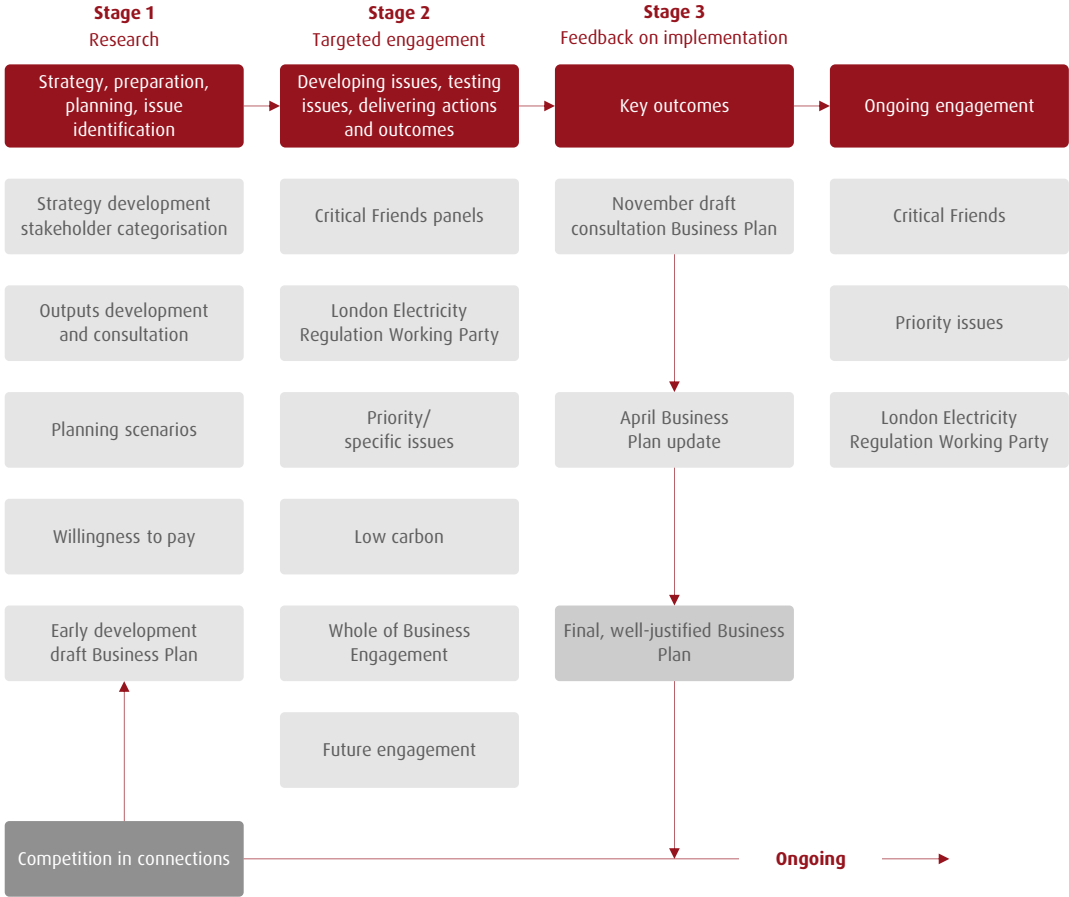 Stage 1
Research
Stage 2
Targeted engagement
Stage 3
Feedback on implementation
Strategy, preparation,
planning, issue
identification
Developing issues, testing
issues, delivering actions
and outcomes
Key outcomes
Ongoing engagement
Strategy development
stakeholder categorisation
Critical Friends panels
November draft
consultation Business Plan
Critical Friends
Outputs development
and consultation
London Electricity
Regulation Working Party
Priority issues
Planning scenarios
Priority/
specific issues
April Business
Plan update
London Electricity
Regulation Working Party
Willingness to pay
Low carbon
Early development
draft Business Plan
Whole of Business
Engagement
Final, well-justified Business
Plan
Future engagement
Competition in connections
Ongoing